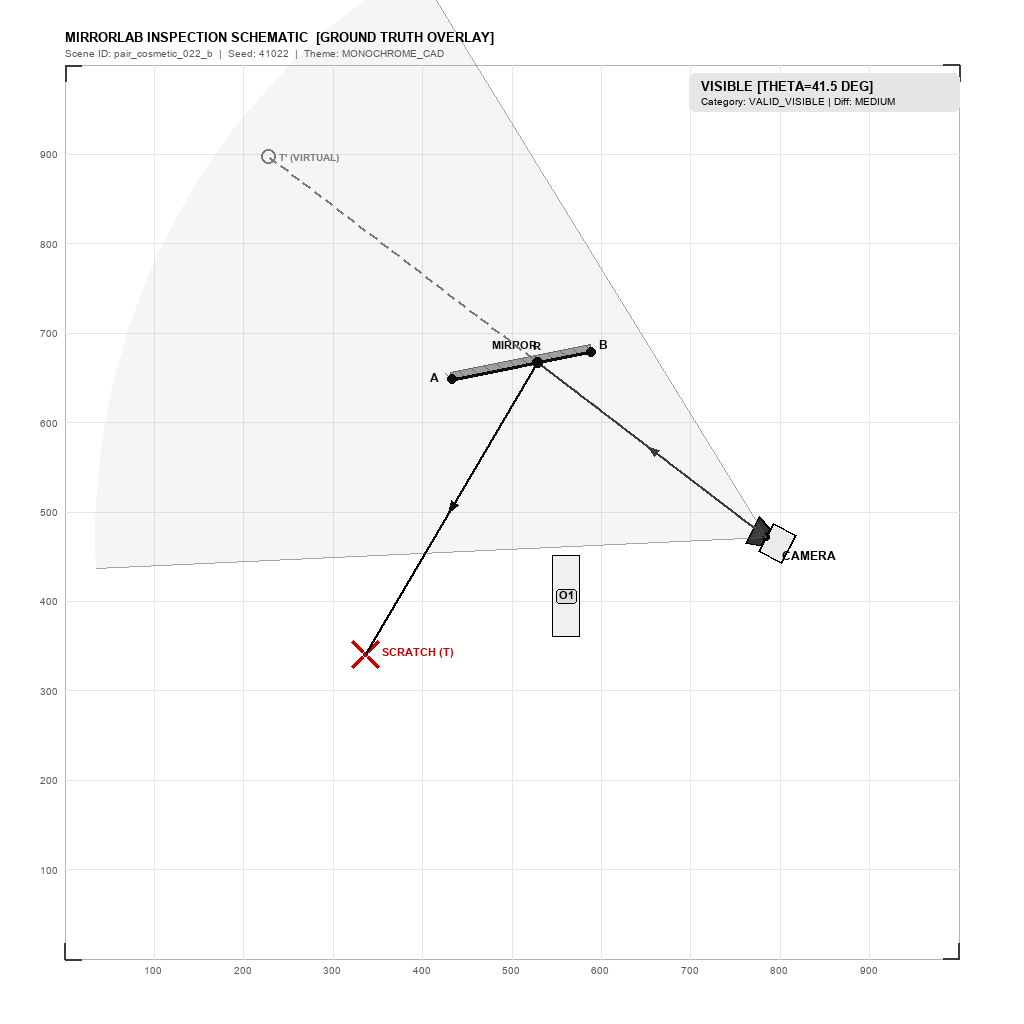 MIRRORLAB INSPECTION SCHEMATIC  [GROUND TRUTH OVERLAY]
Scene ID: pair_cosmetic_022_b  |  Seed: 41022  |  Theme: MONOCHROME_CAD
VISIBLE [THETA=41.5 DEG]
Category: VALID_VISIBLE | Diff: MEDIUM
900
T' (VIRTUAL)
800
700
MIRROR
R
B
A
600
500
CAMERA
400
O1
SCRATCH (T)
300
200
100
100 200 300 400 500 600 700 800 900